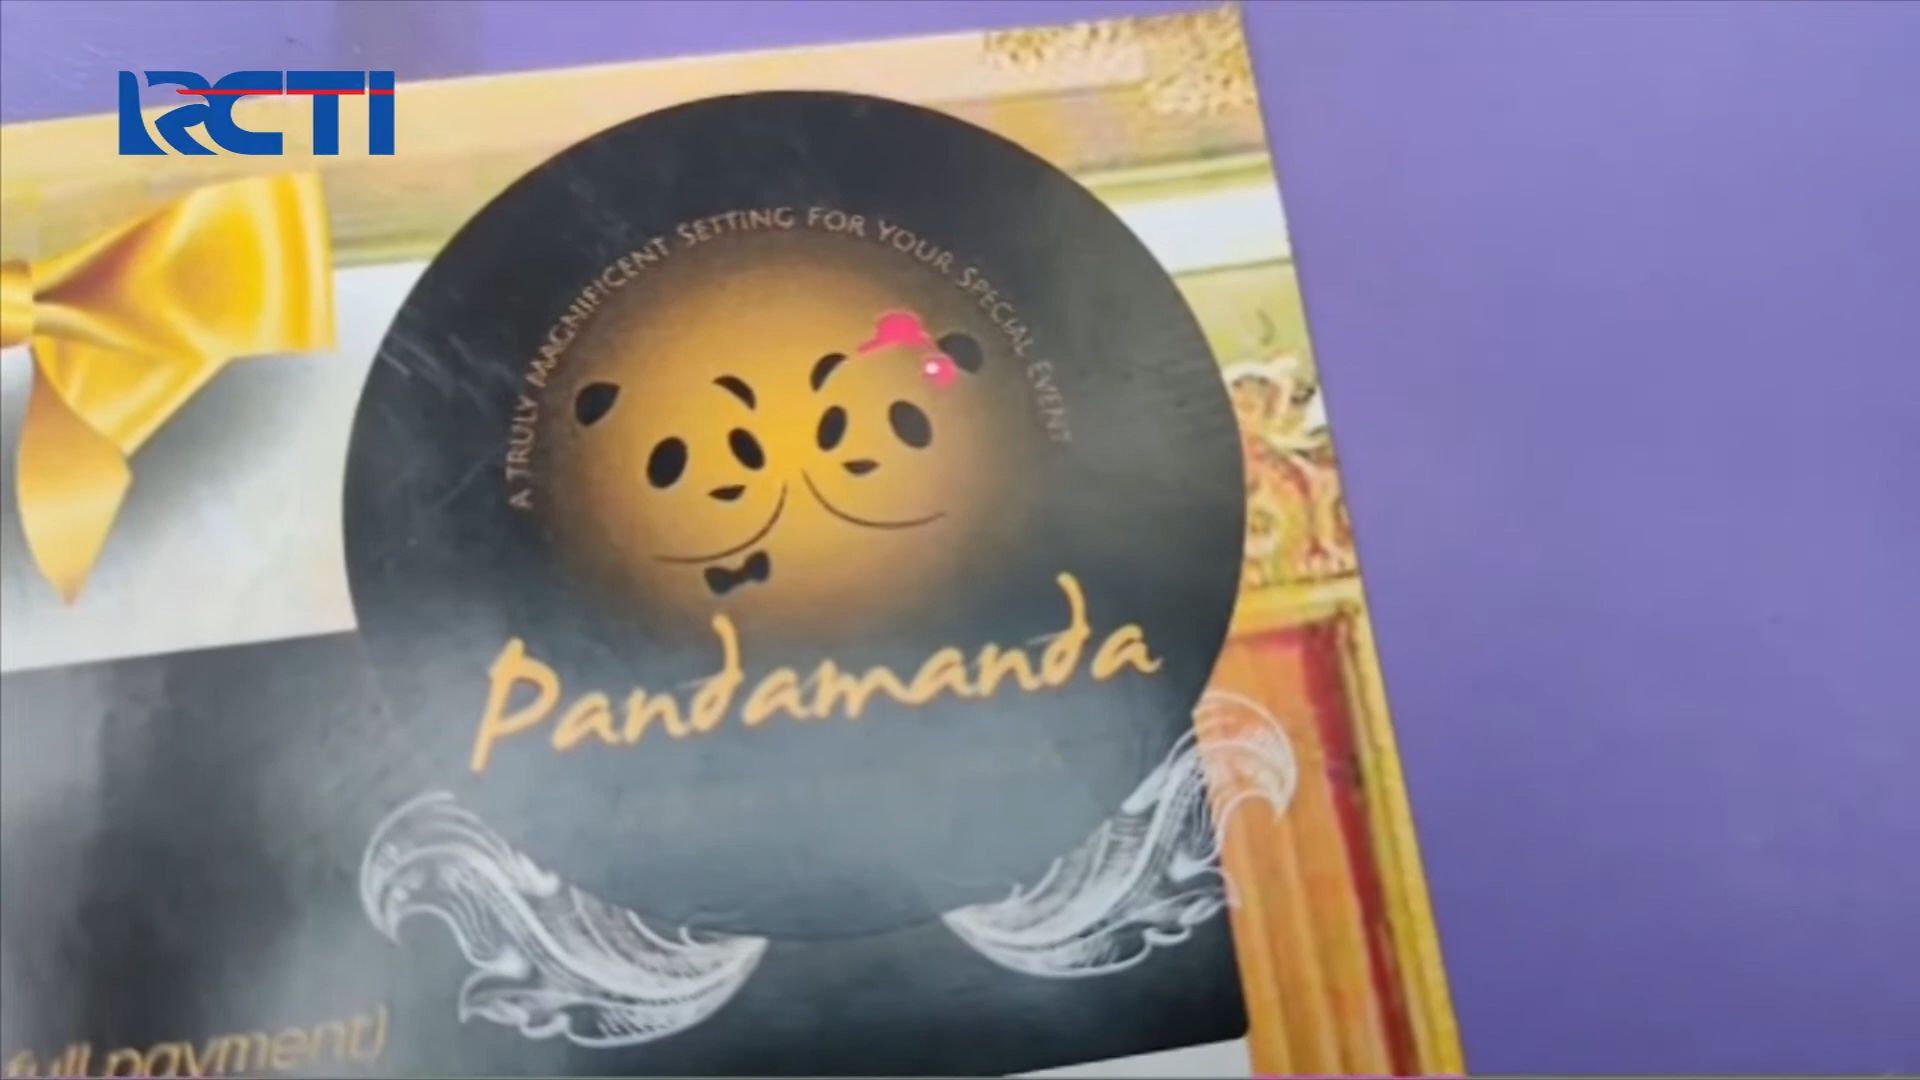 RCTI
A TRULY MAGNIFICENT SETTING FOR YOUR SPECIAL EVENT
Pandamanda
full payment)